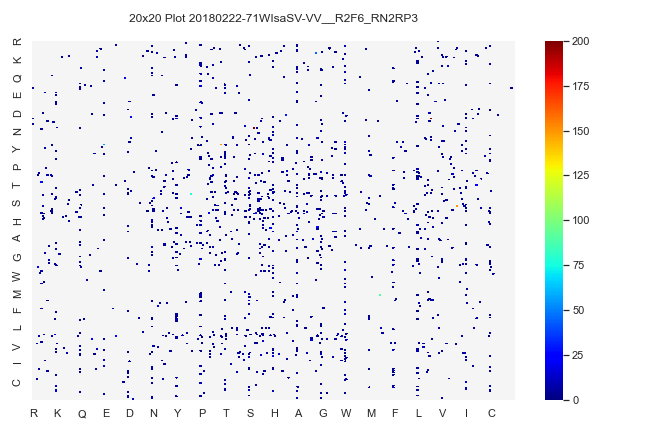 20x20 Plot 20180222-71WIsaSV-VV__R2F6_RN2RP3
R
K
Q
E
D
N
Y
P
T
S
H
A
G
W
M
F
L
V
I
C
R K Q E D N Y P T S H A G W M F L V I C
200
175
150
125
100
75
50
25
0